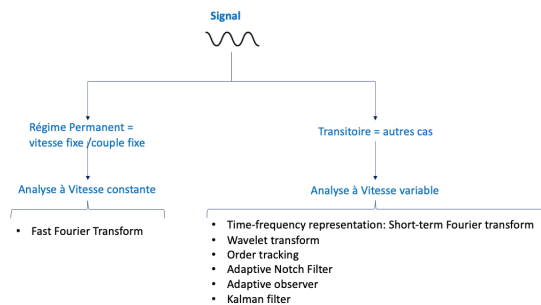 Signal
Régime Permanent =
vitesse fixe /couple fixe
Transitoire = autres cas
Analyse à Vitesse constante
Analyse à Vitesse variable
• Fast Fourier Transform
• Time-frequency representation: Short-term Fourier transform
• Wavelet transform
• Order tracking
• Adaptive Notch Filter
• Adaptive observer
• Kalman filter